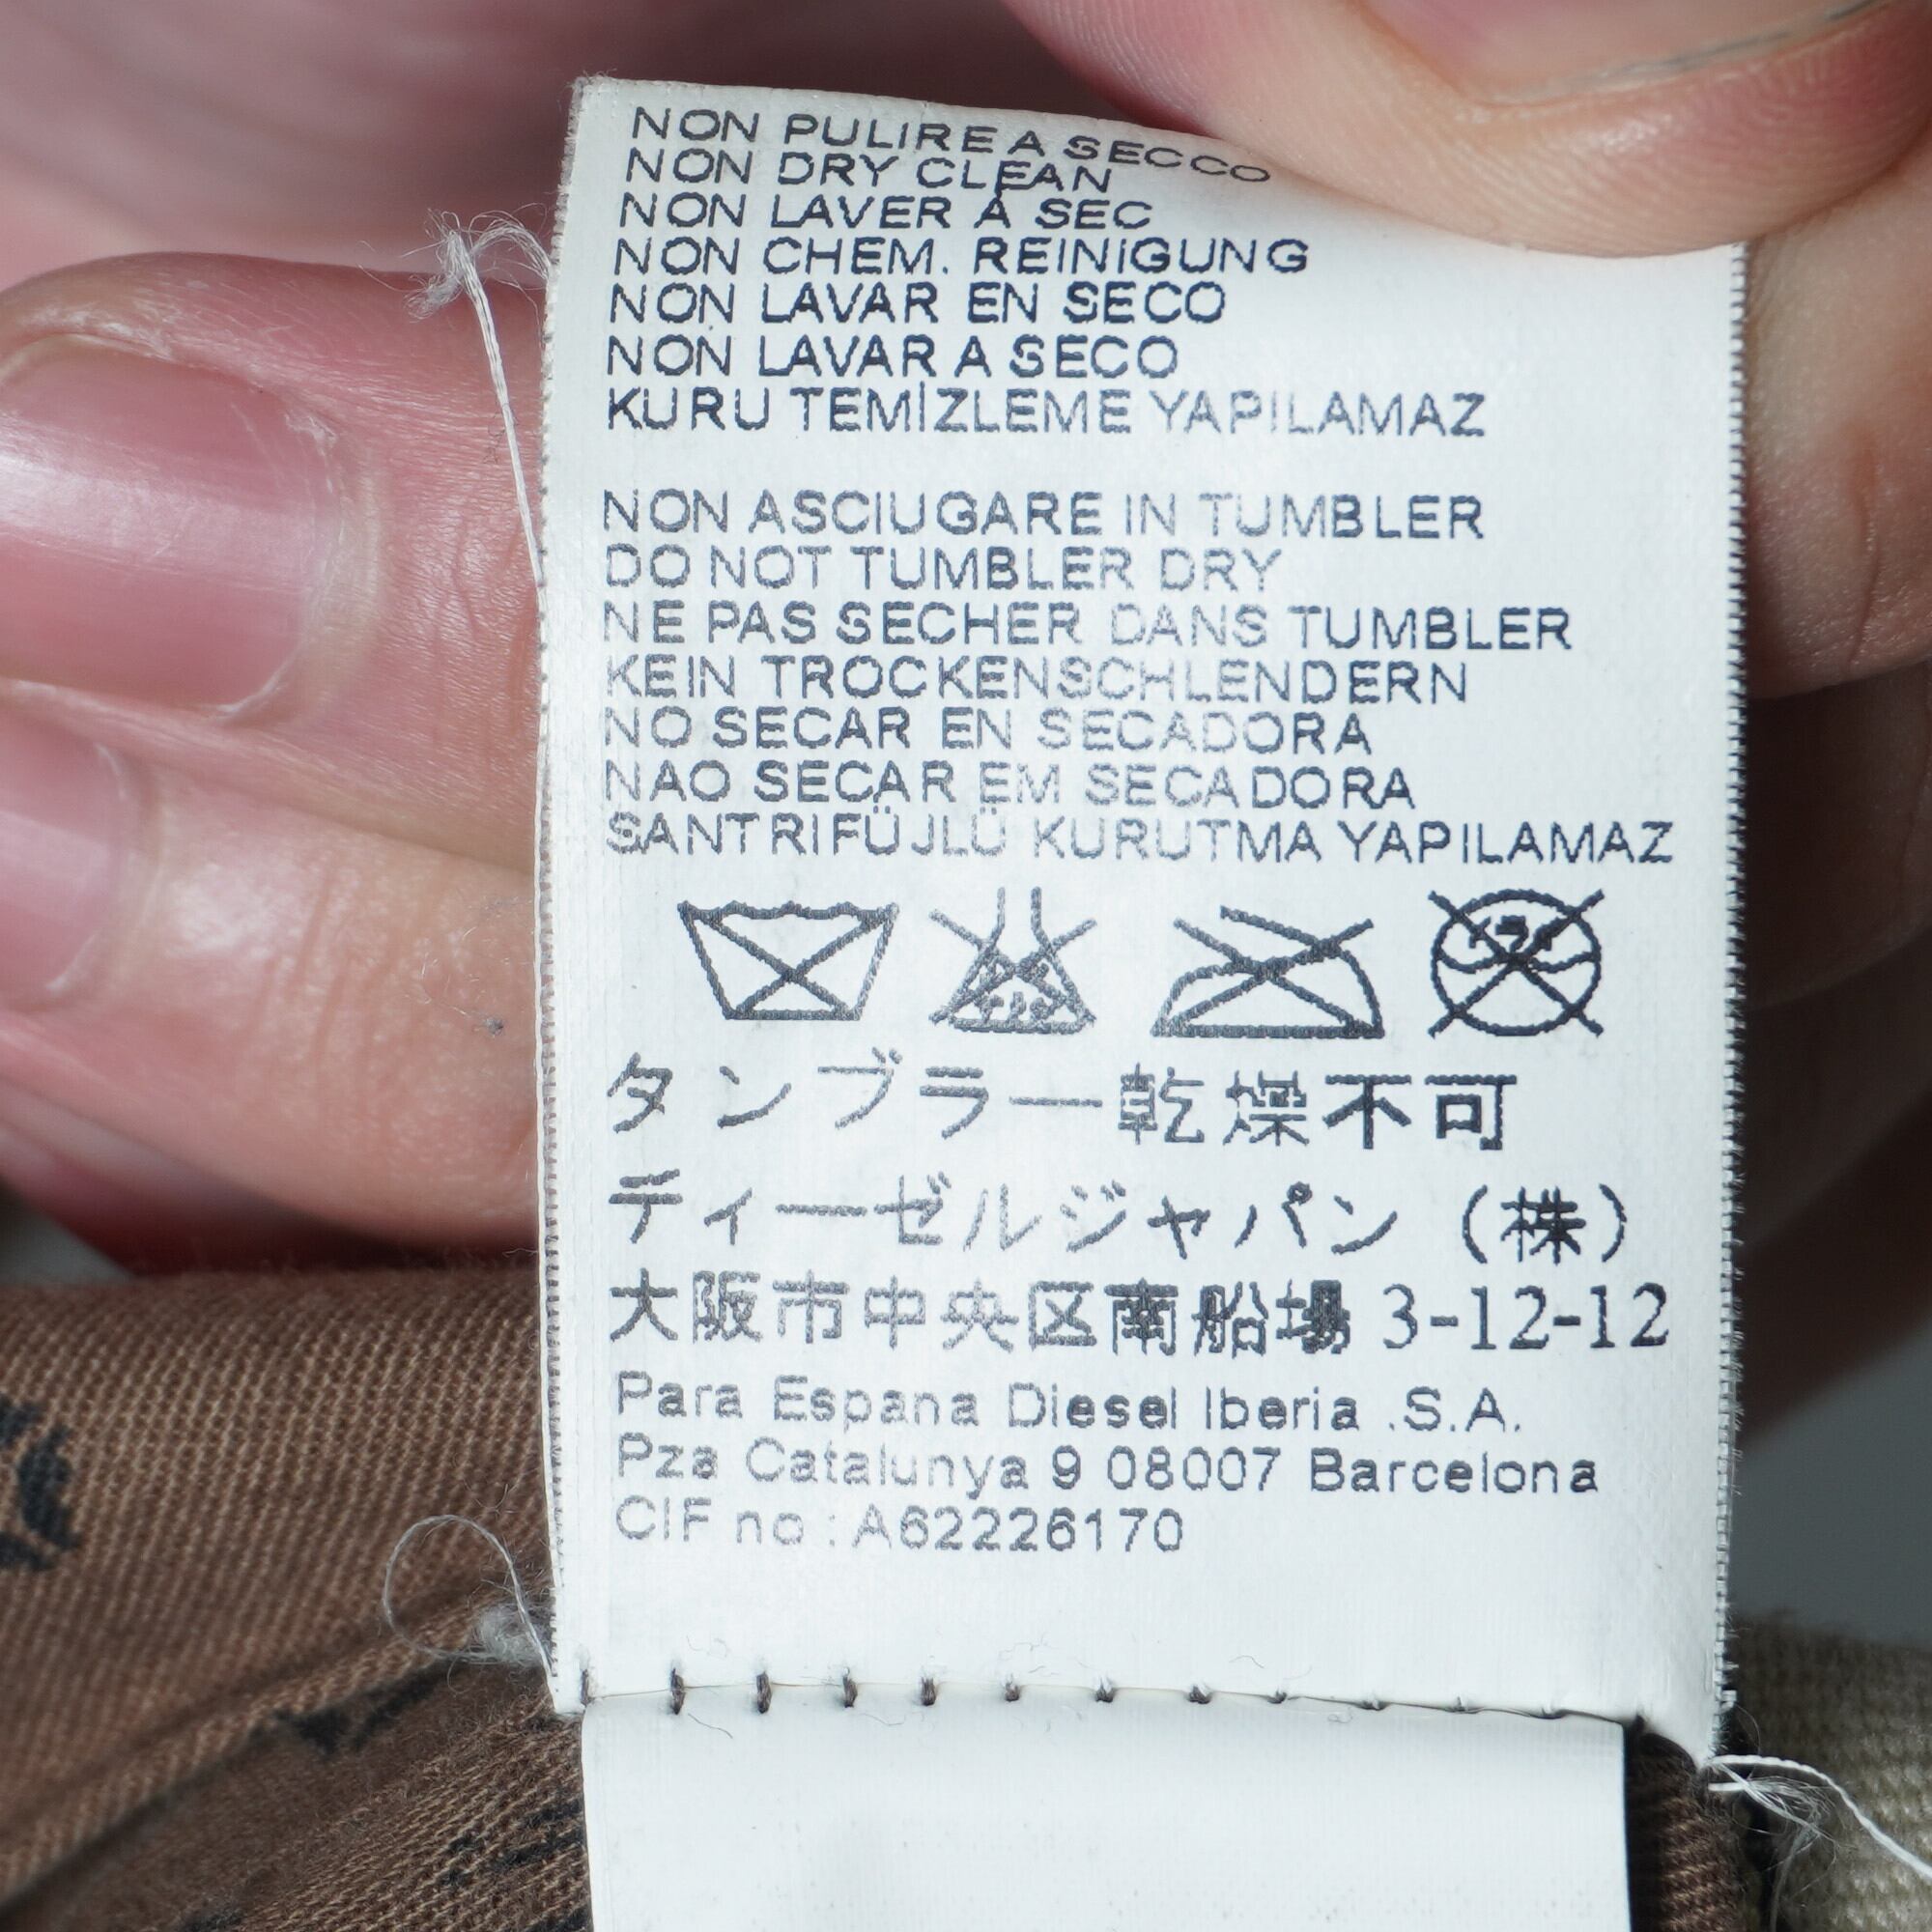 NON PULIRE A SECCO
NON DRY CLEAN
NON LAVER À SEC
NON CHEM. REINIGUNG
NON LAVAR EN SECO
NON LAVAR A SECO
KURU TEMİZLEME YAPILAMAZ
NON ASCIUGARE IN TUMBLER
DO NOT TUMBLER DRY
NE PAS SECHER DANS TUMBLER
KEIN TROCKENSCHLENDERN
NO SECAR EN SECADORA
NAO SECAR EM SECADORA
SANTRIFÜJLÜ KURUTMA YAPILAMAZ
タンブラー乾燥不可
ティーゼルジャパン（株）
大阪市中央区南船場 3-12-12
Para Espana Diesel Iberia .S.A.
Pza Catalunya 9 08007 Barcelona
CIF no : A62226170